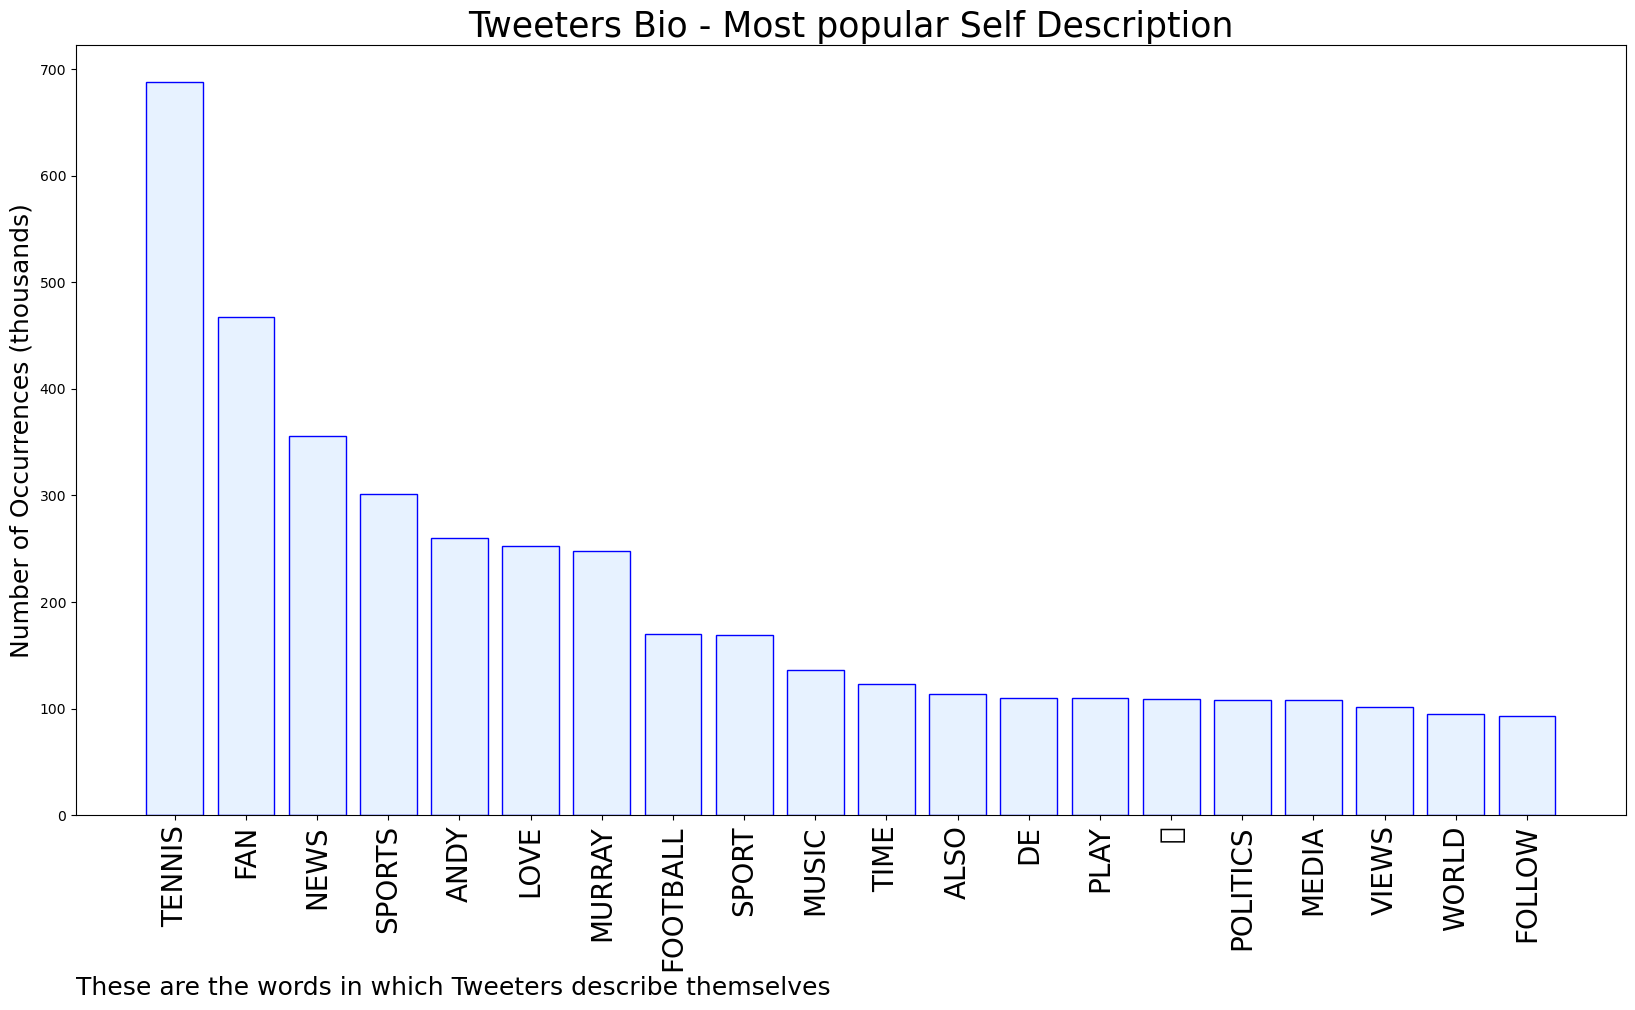 Tweeters Bio - Most popular Self Description
Number of Occurrences (thousands)
700
600
500
400
300
200
100
0
TENNIS
FAN
NEWS
SPORTS
ANDY
LOVE
MURRAY
FOOTBALL
SPORT
MUSIC
TIME
ALSO
DE
PLAY
POLITICS
MEDIA
VIEWS
WORLD
FOLLOW
These are the words in which Tweeters describe themselves